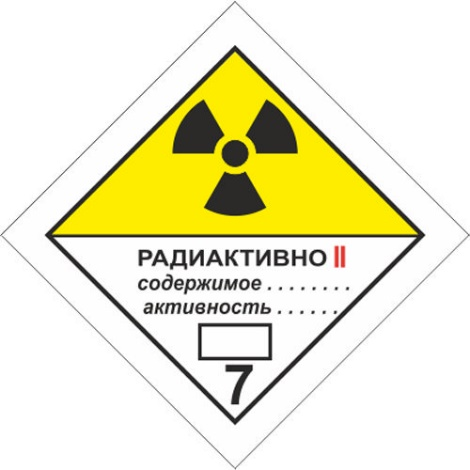 РАДИАКТИВНО II
содержимое . . . . . . . .
активность . . . . . .
7